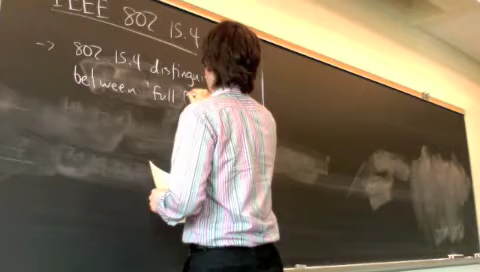 IEEE 802 15.4
-> 802 15.4 distingu
between 'full